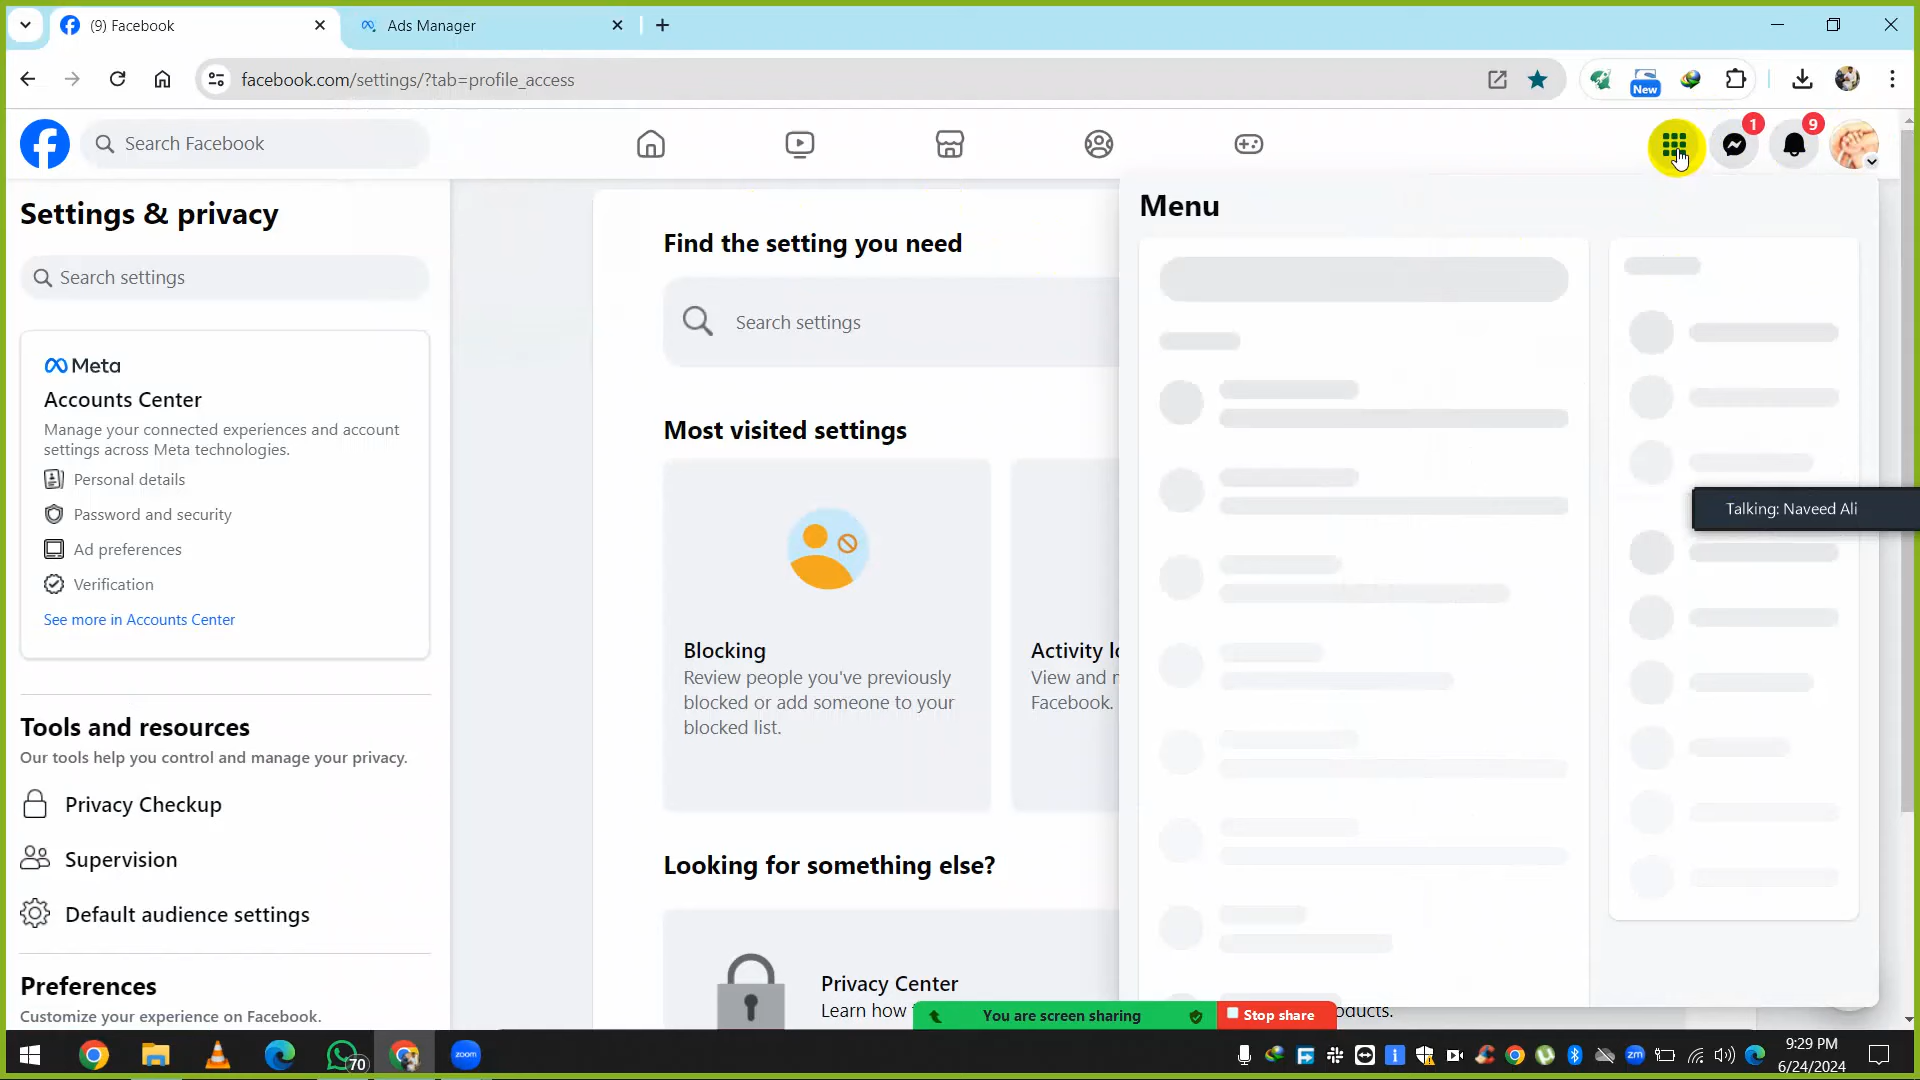 (9) Facebook
Ads Manager
facebook.com/settings/?tab=profile_access
New
Search Facebook
1
9
Settings & privacy
Search settings
Meta
Accounts Center
Manage your connected experiences and account
settings across Meta technologies.
Personal details
Password and security
Ad preferences
Verification
See more in Accounts Center
Tools and resources
Our tools help you control and manage your privacy.
Privacy Checkup
Supervision
Default audience settings
Preferences
Customize your experience on Facebook.
Find the setting you need
Search settings
Most visited settings
Blocking
Review people you've previously
blocked or add someone to your
blocked list.
Activity l
View and
Facebook.
Looking for something else?
Privacy Center
Learn how
oducts.
Menu
Talking: Naveed Ali
You are screen sharing
Stop share
70
zoom
zm
9:29 PM
6/24/2024